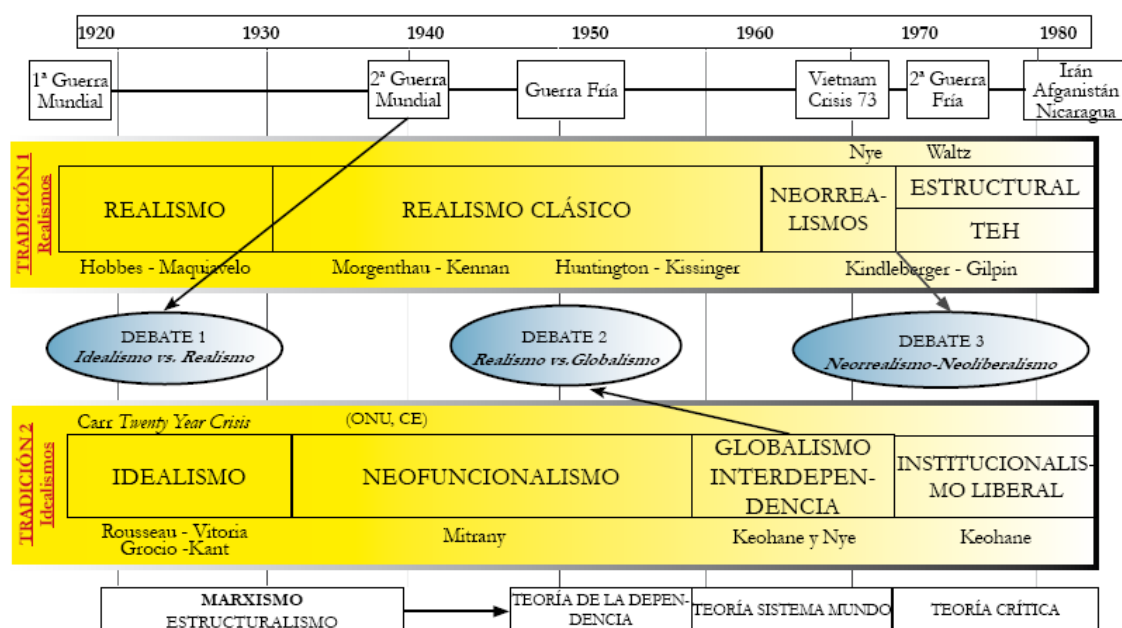 1920 1930 1940 1950 1960 1970 1980
1ª Guerra
Mundial
2ª Guerra
Mundial
Guerra Fría
Vietnam
Crisis 73
2ª Guerra
Fría
Irán
Afganistán
Nicaragua
TRADICIÓN 1
Realismos
Nye Waltz
REALISMO
REALISMO CLÁSICO
NEORREA-
LISMOS
ESTRUCTURAL
TEH
Hobbes - Maquiavelo
Morgenthau - Kennan
Huntington - Kissinger
Kindleberger - Gilpin
DEBATE 1
Idealismo vs. Realismo
DEBATE 2
Realismo vs.Globalismo
DEBATE 3
Neorrealismo-Neoliberalismo
TRADICIÓN 2
Idealismos
Carr Twenty Year Crisis
(ONU, CE)
IDEALISMO
NEOFUNCIONALISMO
GLOBALISMO
INTERDEPEN-
DENCIA
INSTITUCIONALIS-
MO LIBERAL
Rousseau - Vitoria
Grocio -Kant
Mitrany
Keohane y Nye
Keohane
MARXISMO
ESTRUCTURALISMO
TEORÍA DE LA DEPEN-
DENCIA
TEORÍA SISTEMA MUNDO
TEORÍA CRÍTICA